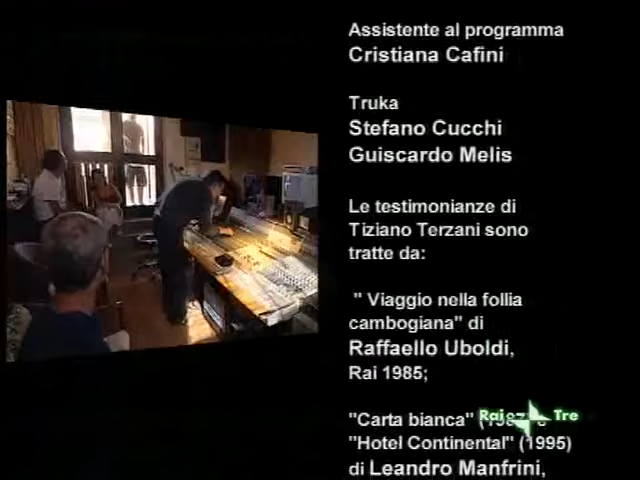 Assistente al programma
Cristiana Cafini
Truka
Stefano Cucchi
Guiscardo Melis
Le testimonianze di
Tiziano Terzani sono
tratte da:
" Viaggio nella follia
cambogiana" di
Raffaello Uboldi,
Rai 1985;
"Carta bianca"
Rai Tre
"Hotel Continental" (1995)
di Leandro Manfrini,